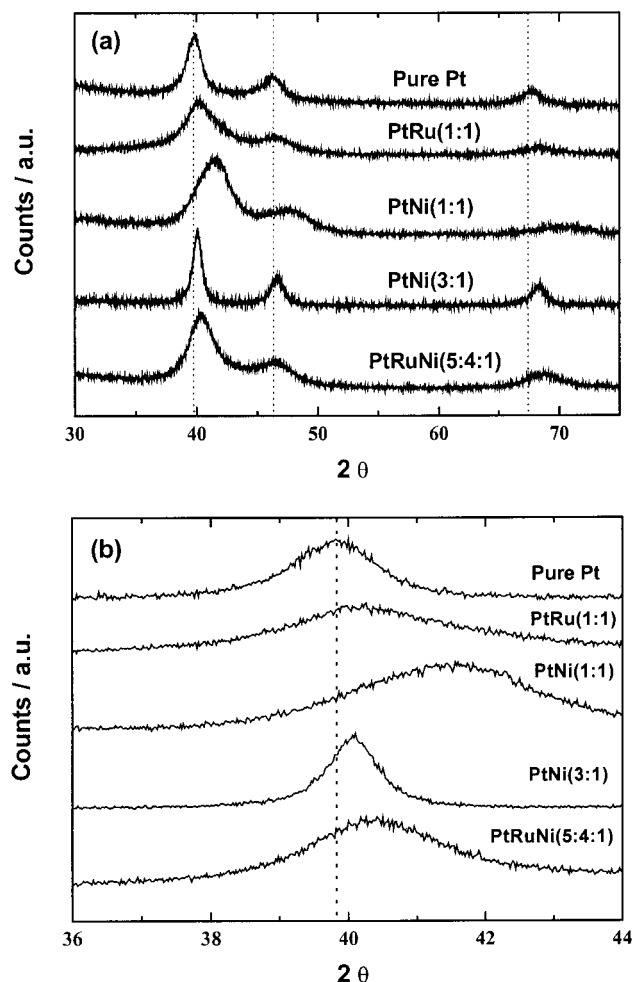 (a)
Pure Pt
PtRu(1:1)
PtNi(1:1)
PtNi(3:1)
PtRuNi(5:4:1)
Counts / a.u.
30 40 50 60 70
2 θ
(b)
Pure Pt
PtRu(1:1)
PtNi(1:1)
PtNi(3:1)
PtRuNi(5:4:1)
Counts / a.u.
36 38 40 42 44
2 θ